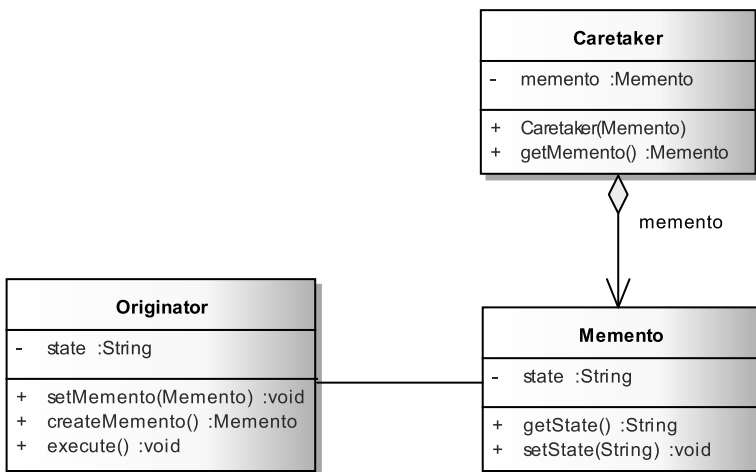 Caretaker
- memento :Memento
+ Caretaker(Memento)
+ getMemento() :Memento
memento
Originator
- state :String
+ setMemento(Memento) :void
+ createMemento() :Memento
+ execute() :void
Memento
- state :String
+ getState() :String
+ setState(String) :void